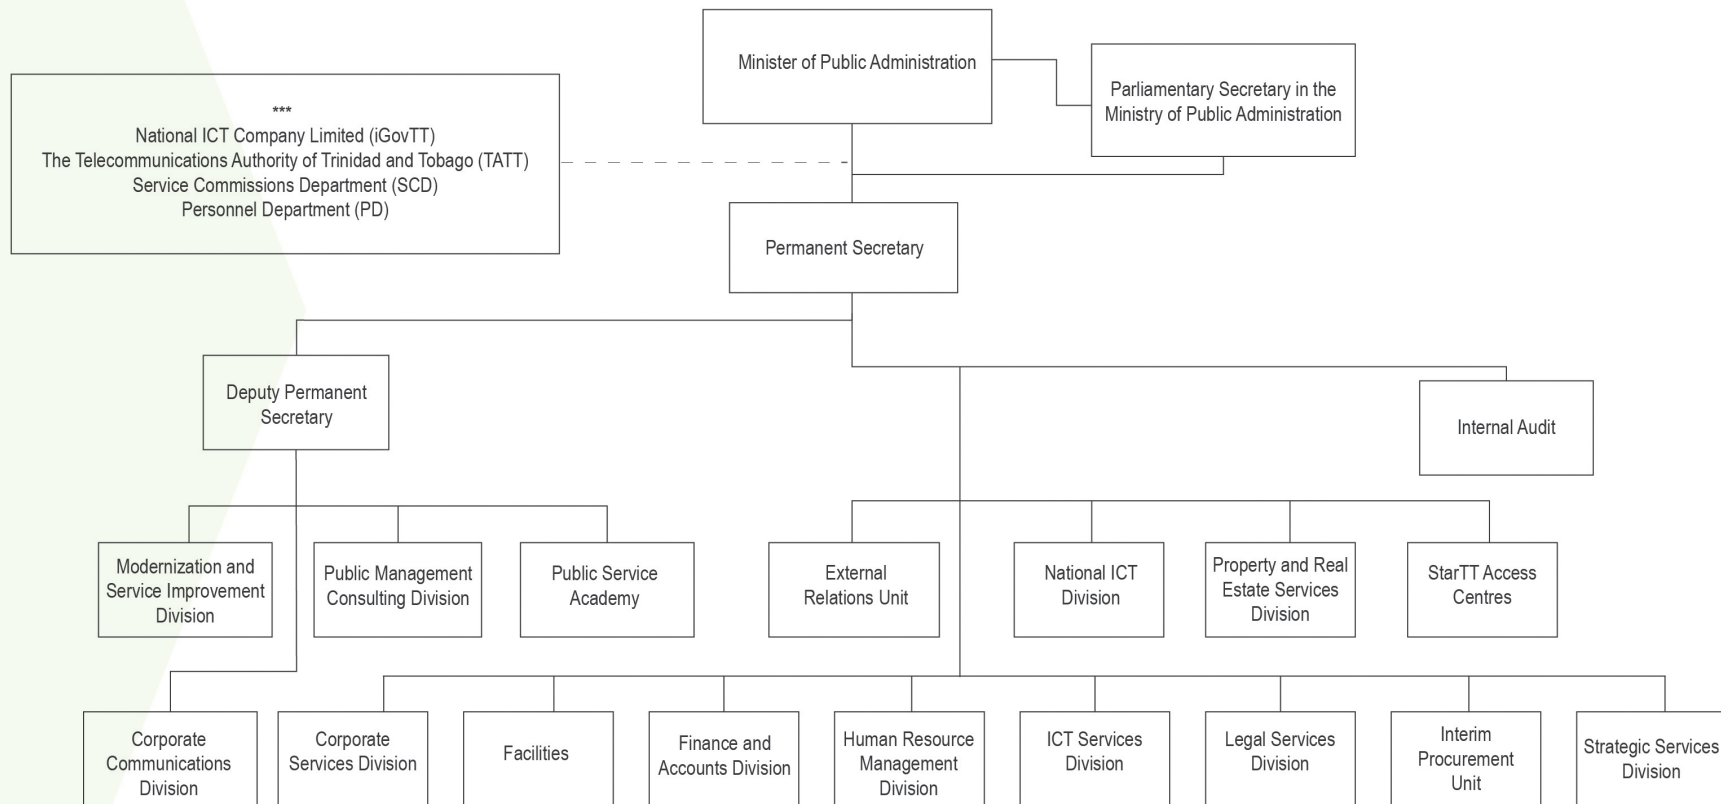 Minister of Public Administration
Parliamentary Secretary in the
Ministry of Public Administration
***
National ICT Company Limited (iGovTT)
The Telecommunications Authority of Trinidad and Tobago (TATT)
Service Commissions Department (SCD)
Personnel Department (PD)
Permanent Secretary
Deputy Permanent
Secretary
Internal Audit
Modernization and
Service Improvement
Division
Public Management
Consulting Division
Public Service
Academy
External
Relations Unit
National ICT
Division
Property and Real
Estate Services
Division
StarTT Access
Centres
Corporate
Communications
Division
Corporate
Services Division
Facilities
Finance and
Accounts Division
Human Resource
Management
Division
ICT Services
Division
Legal Services
Division
Interim
Procurement
Unit
Strategic Services
Division